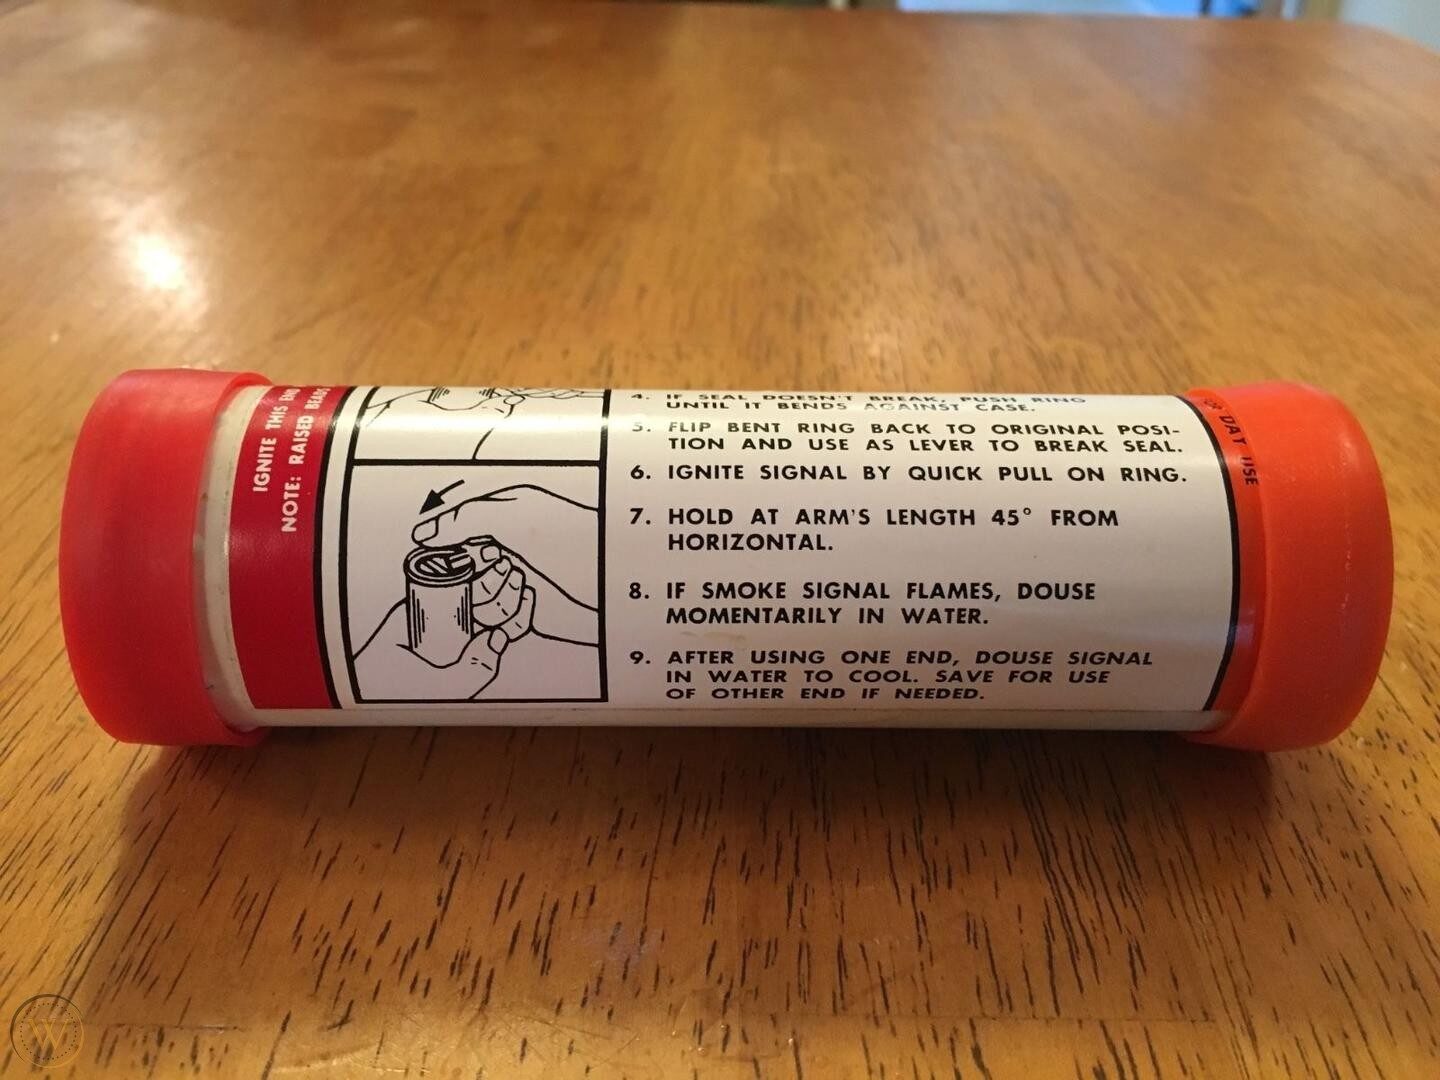 IGNITE THIS END
NOTE: RAISED BEADS
4. IF SEAL DOESN'T BREAK, PUSH RING
UNTIL IT BENDS AGAINST CASE.
5. FLIP BENT RING BACK TO ORIGINAL POSI-
TION AND USE AS LEVER TO BREAK SEAL.
6. IGNITE SIGNAL BY QUICK PULL ON RING.
7. HOLD AT ARM'S LENGTH 45° FROM
HORIZONTAL.
8. IF SMOKE SIGNAL FLAMES, DOUSE
MOMENTARILY IN WATER.
9. AFTER USING ONE END, DOUSE SIGNAL
IN WATER TO COOL. SAVE FOR USE
OF OTHER END IF NEEDED.
FOR DAY USE
W